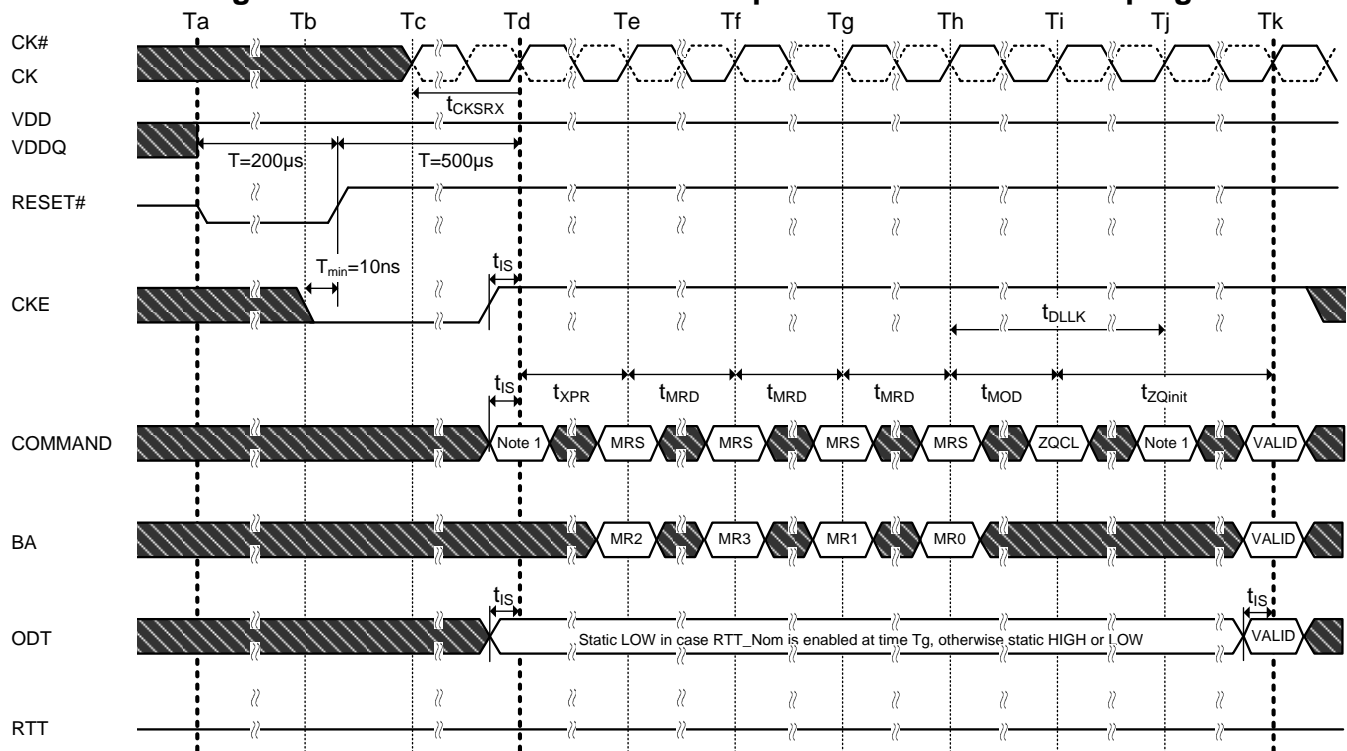 Ta Tb Tc Td Te Tf Tg Th Ti Tj Tk
CK#
CK
tCKSRX
VDD
VDDQ
T=200µs T=500µs
RESET#
Tmin=10ns tIS
CKE
tDLLK
tIS tXPR tMRD tMRD tMRD tMOD tZQinit
COMMAND Note 1 MRS MRS MRS MRS ZQCL Note 1 VALID
BA MR2 MR3 MR1 MR0 VALID
tIS tIS
ODT Static LOW in case RTT_Nom is enabled at time Tg, otherwise static HIGH or LOW VALID
RTT